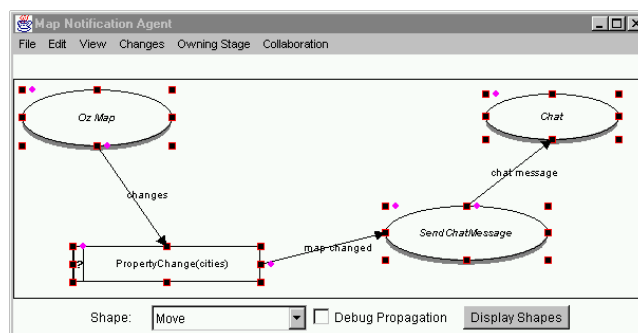 Map Notification Agent
File Edit View Changes Owning Stage Collaboration
Oz Map
Chat
chat message
changes
SendChatMessage
map changed
? PropertyChange(cities)
Shape: Move Debug Propagation Display Shapes